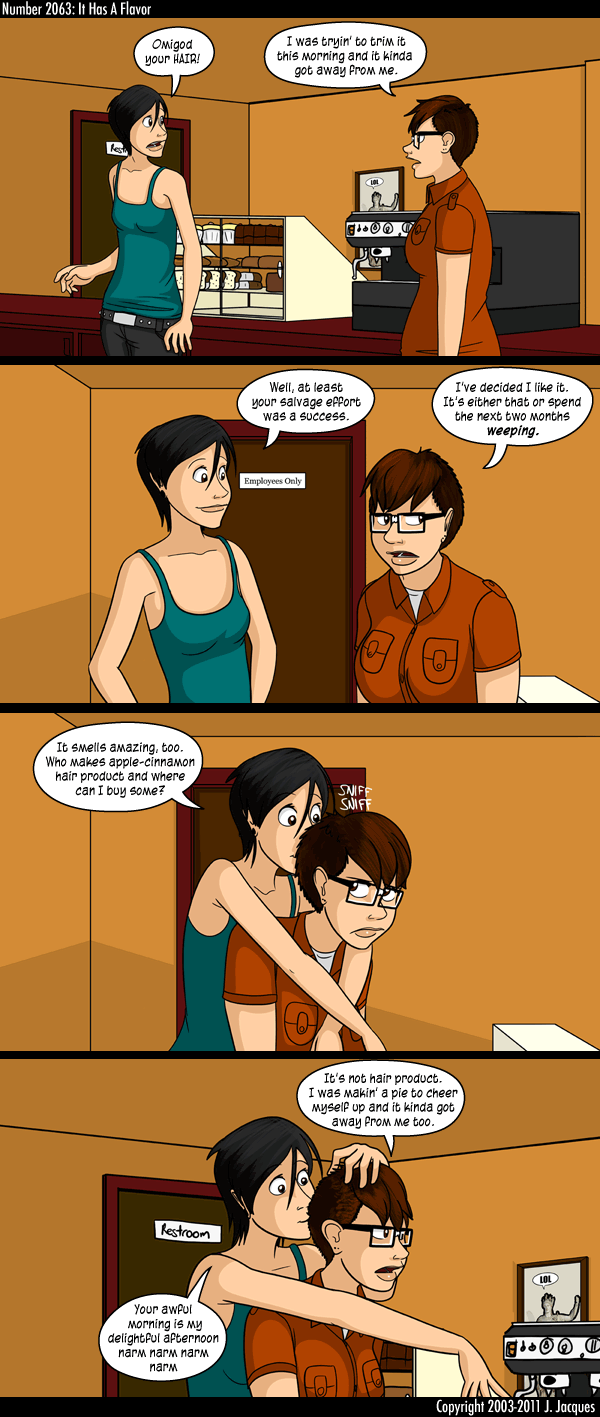 Number 2063: It Has A Flavor
Omigod
your HAIR!
I was tryin' to trim it
this morning and it kinda
got away from me.
Rest
LOL
Well, at least
your salvage effort
was a success.
I've decided I like it.
It's either that or spend
the next two months
weeping.
Employees Only
It smells amazing, too.
Who makes apple-cinnamon
hair product and where
can I buy some?
SNIFF
SNIFF
It's not hair product.
I was makin' a pie to cheer
myself up and it kinda got
away from me too.
Restroom
LOL
Your awful
morning is my
delightful afternoon
narm narm narm
narm
Copyright 2003-2011 J. Jacques